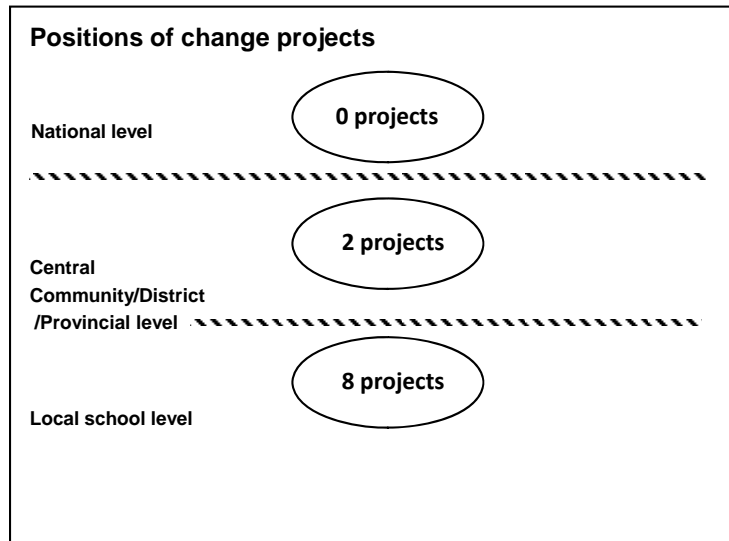 Positions of change projects
0 projects
National level
2 projects
Central
Community/District
/Provincial level
8 projects
Local school level